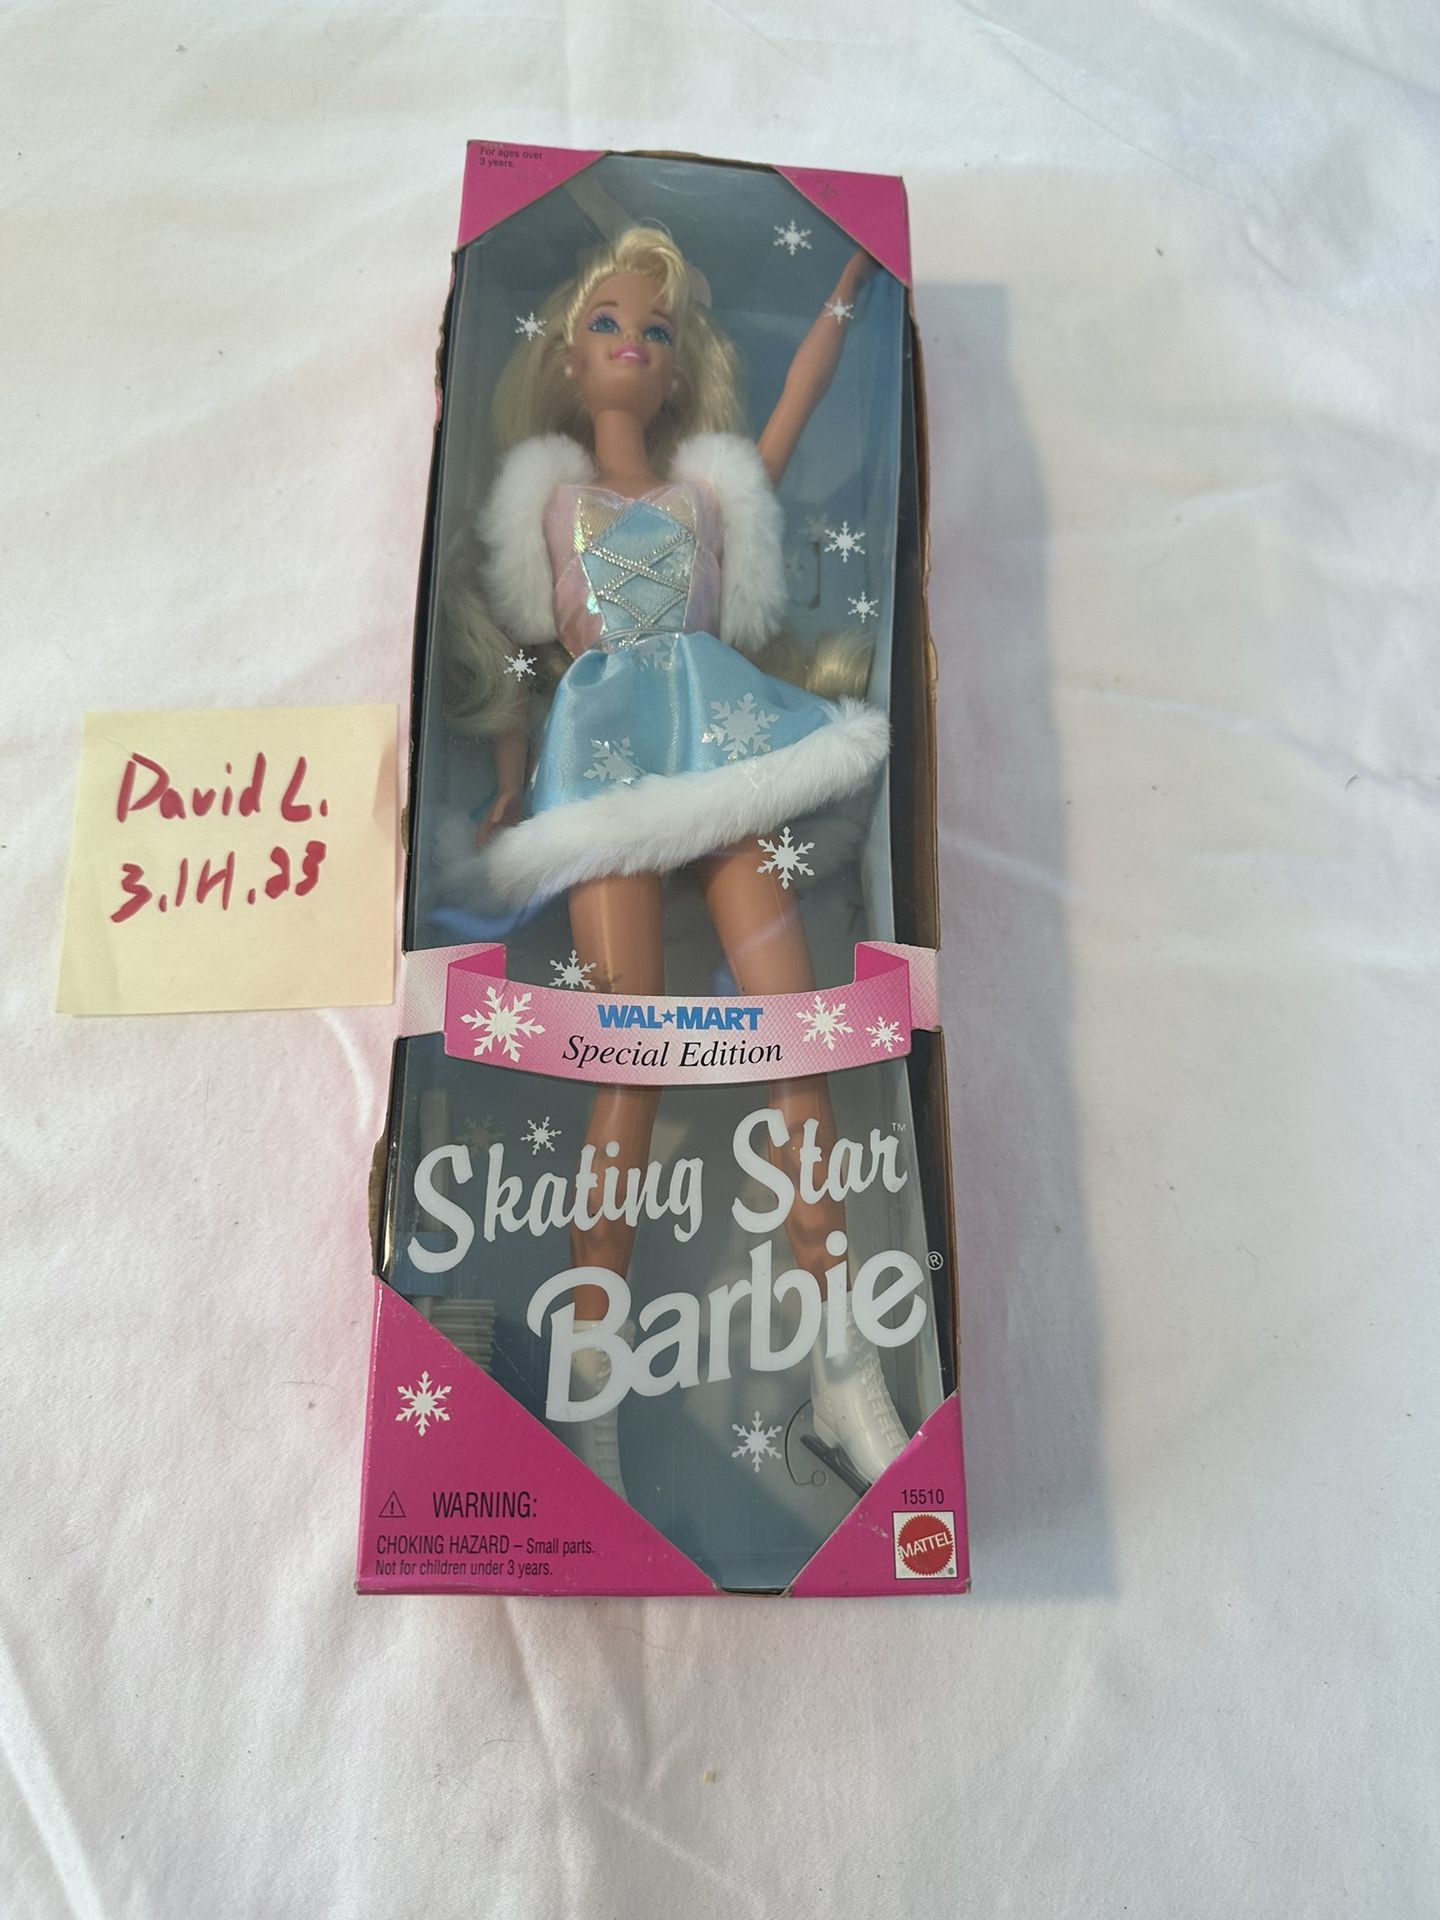 For ages over
3 years.
David L.
3.14.23
WAL★MART
Special Edition
Skating Star™
Barbie®
⚠ WARNING:
CHOKING HAZARD – Small parts.
Not for children under 3 years.
15510
MATTEL
®